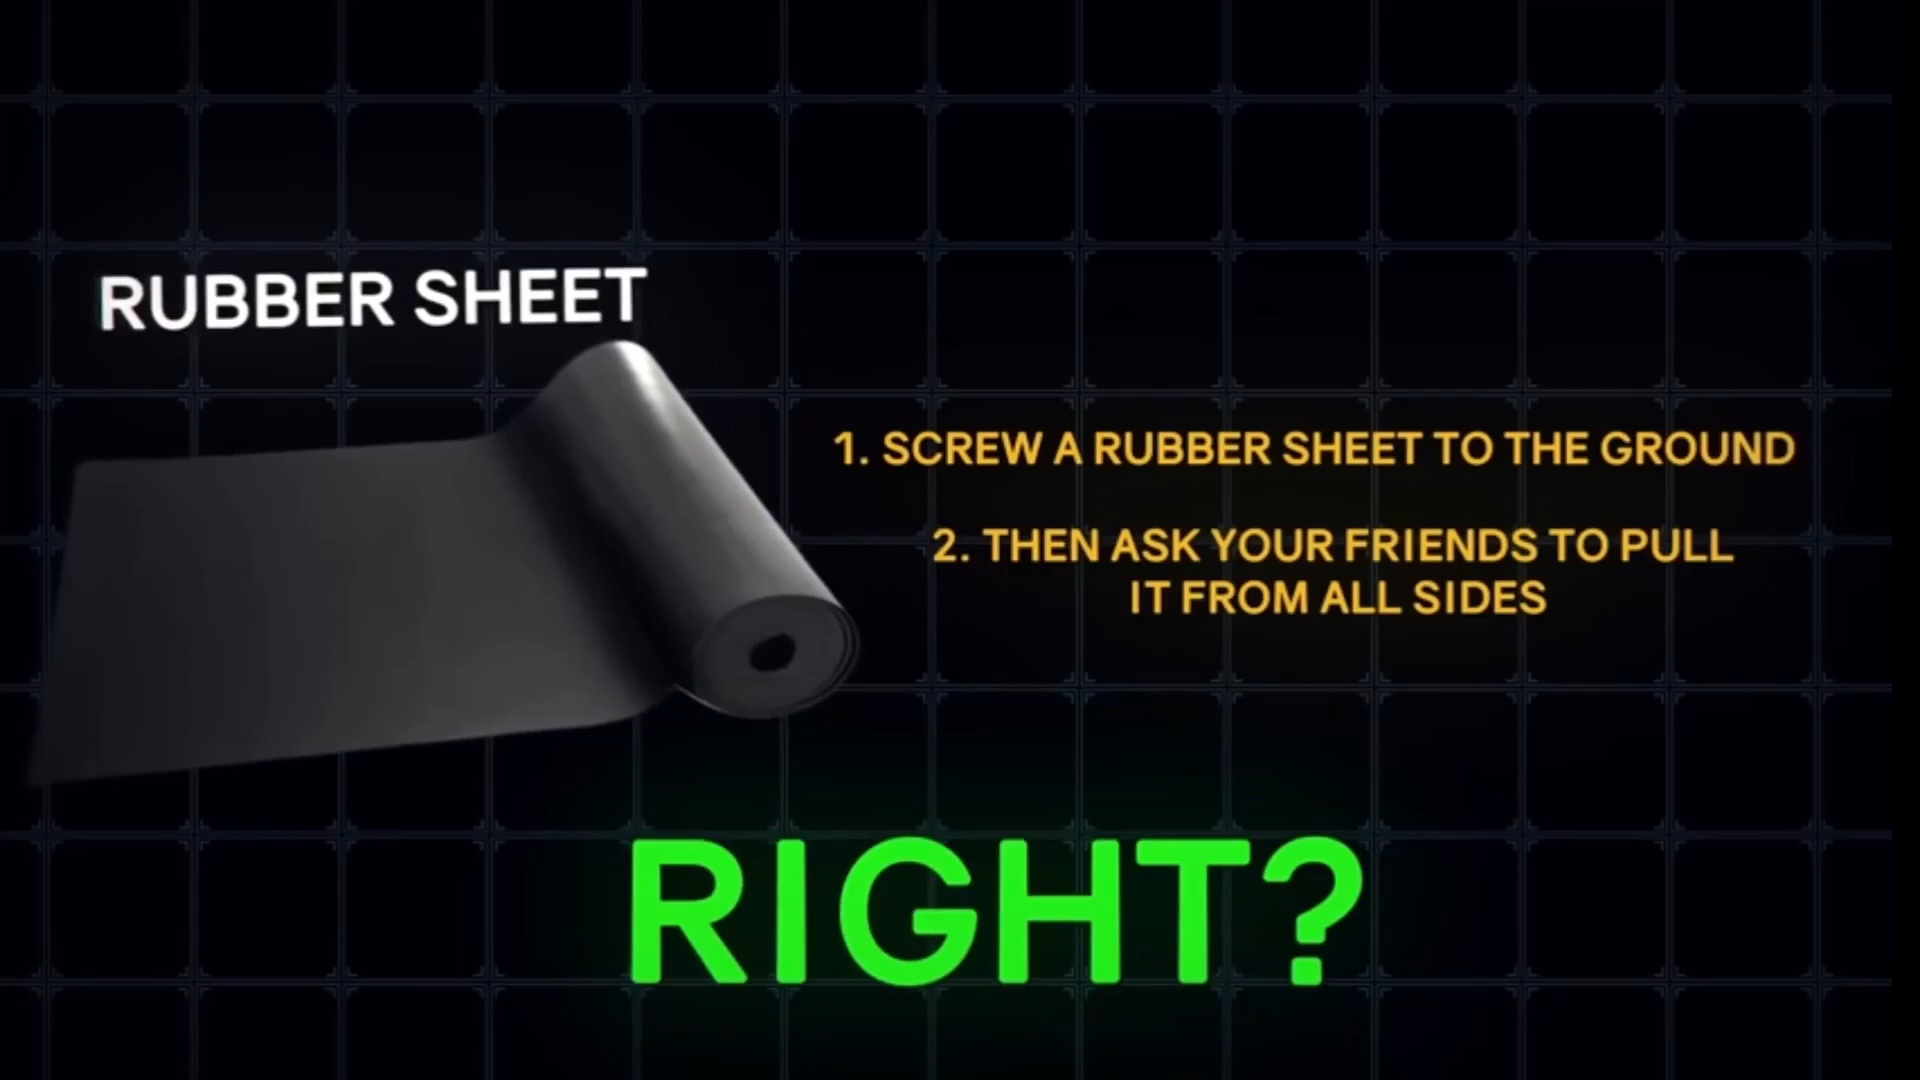 RUBBER SHEET
1. SCREW A RUBBER SHEET TO THE GROUND
2. THEN ASK YOUR FRIENDS TO PULL
IT FROM ALL SIDES
RIGHT?